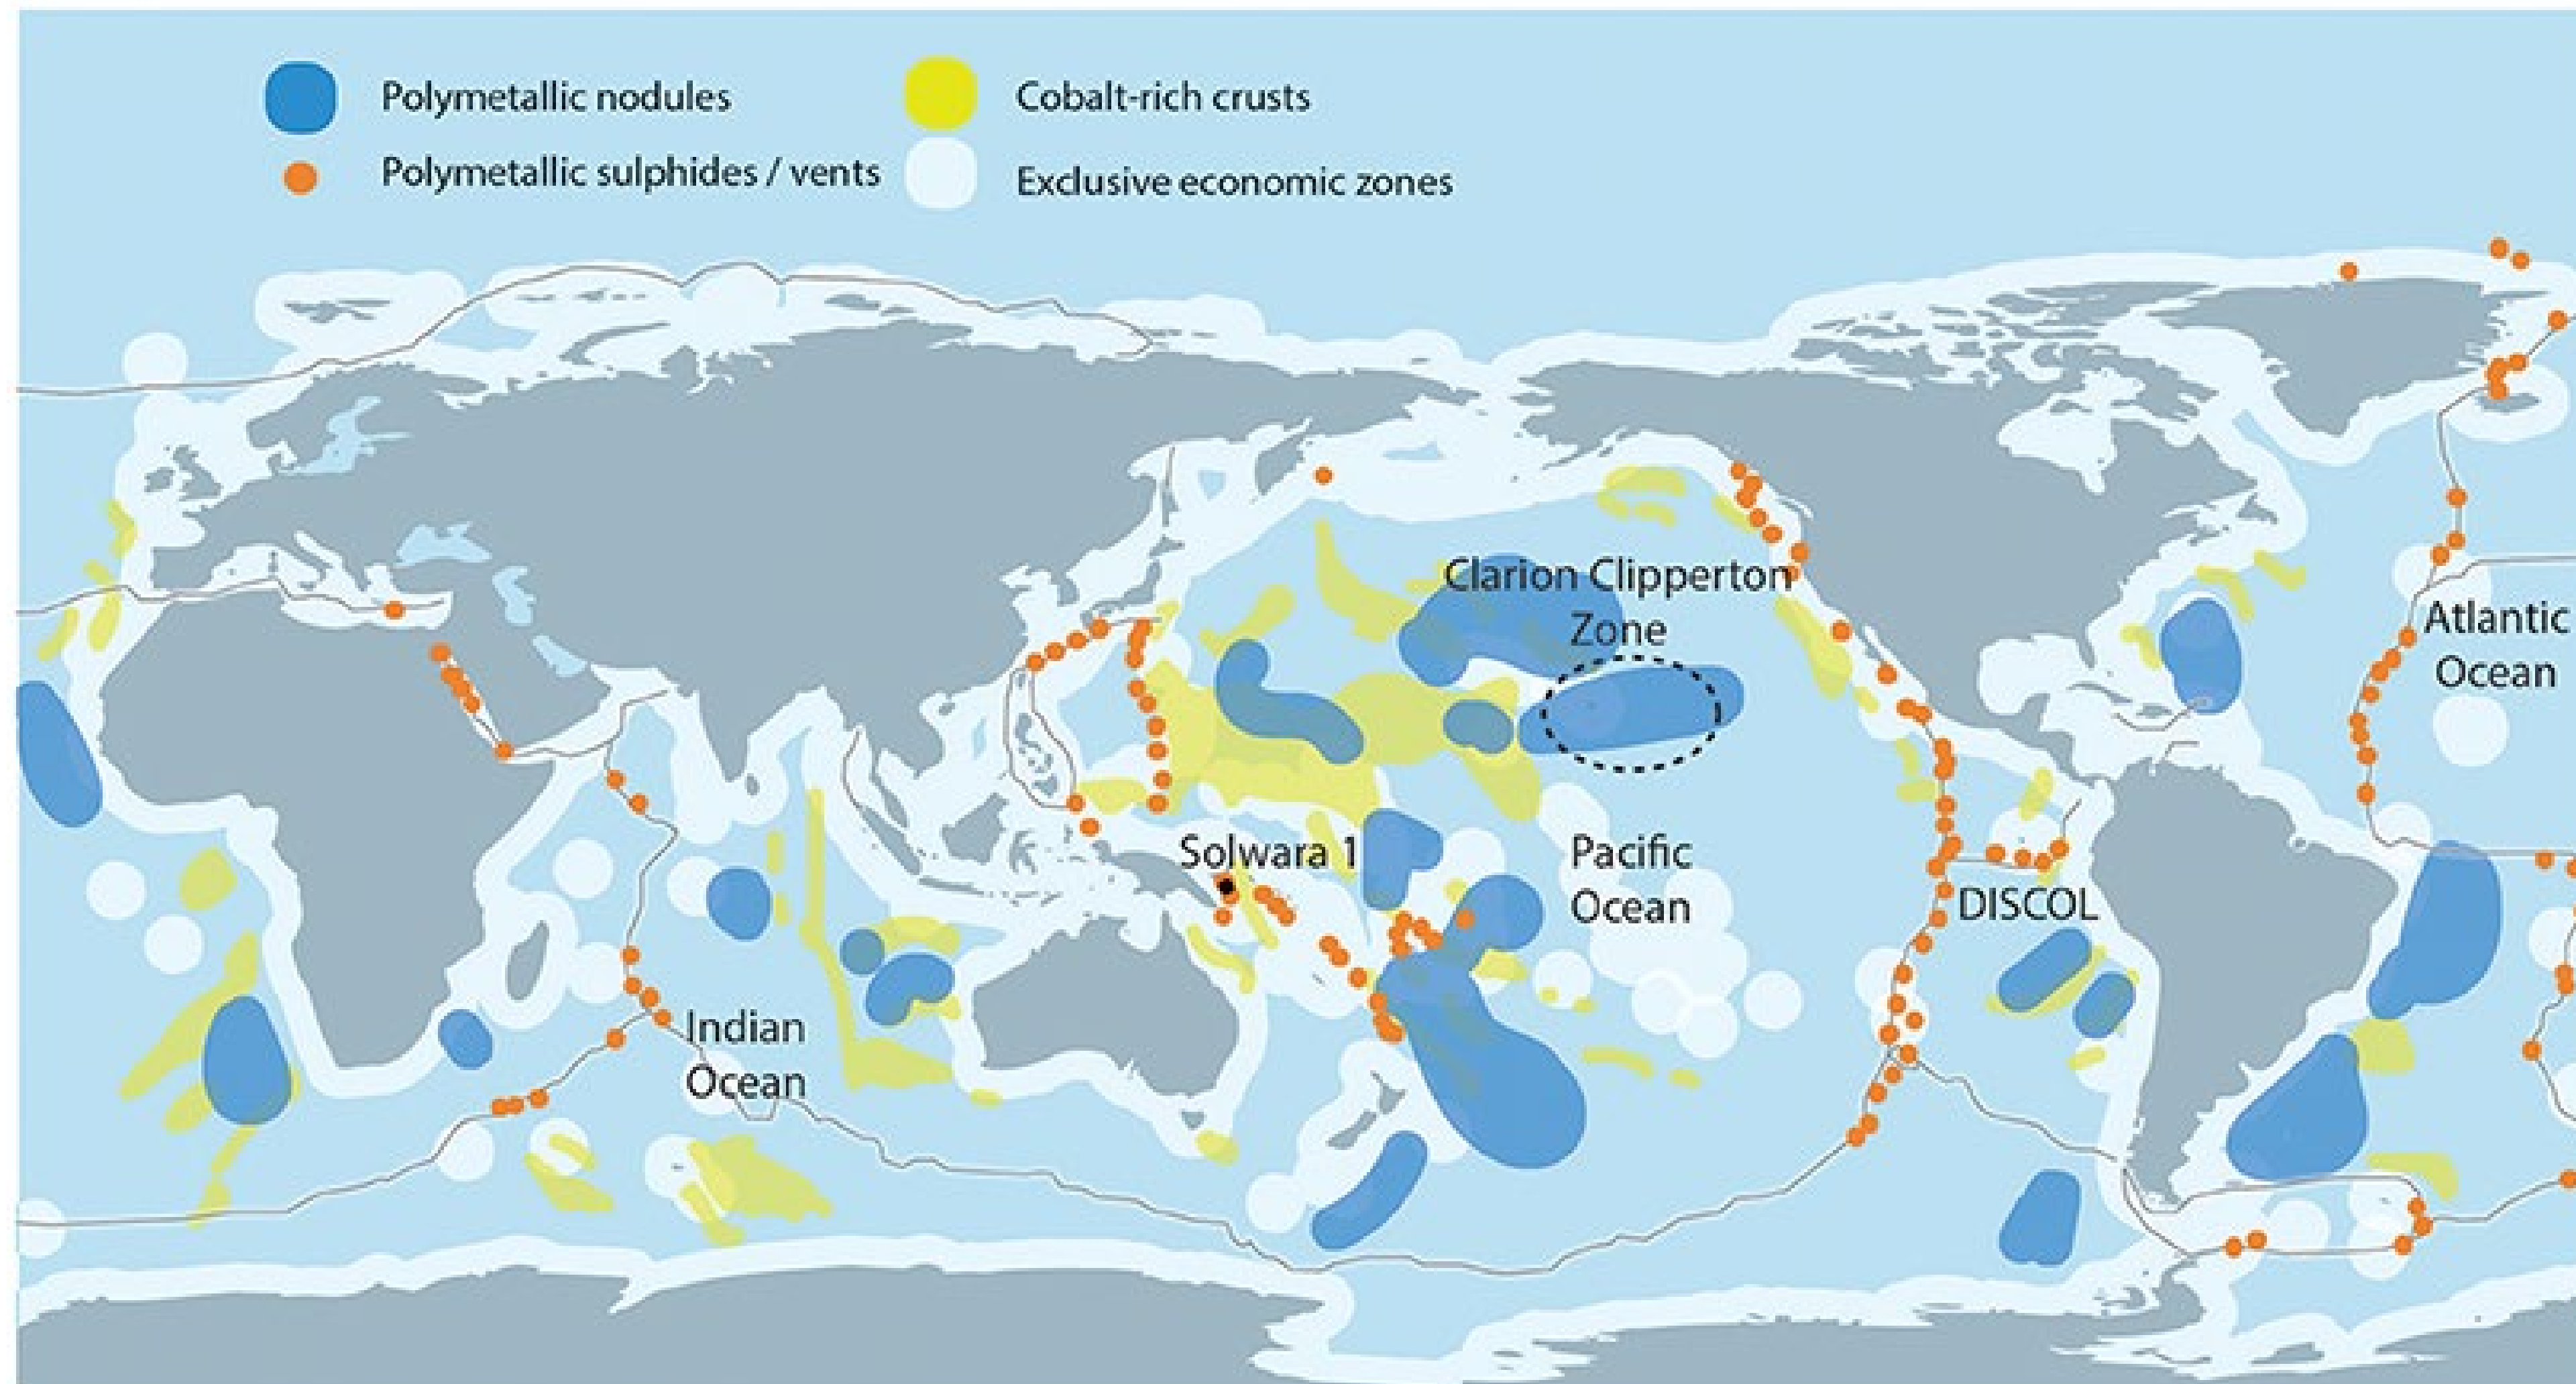 Polymetallic nodules
Cobalt-rich crusts
Polymetallic sulphides / vents
Exclusive economic zones
Clarion Clipperton
Zone
Atlantic
Ocean
Solwara 1
Pacific
Ocean
DISCOL
Indian
Ocean